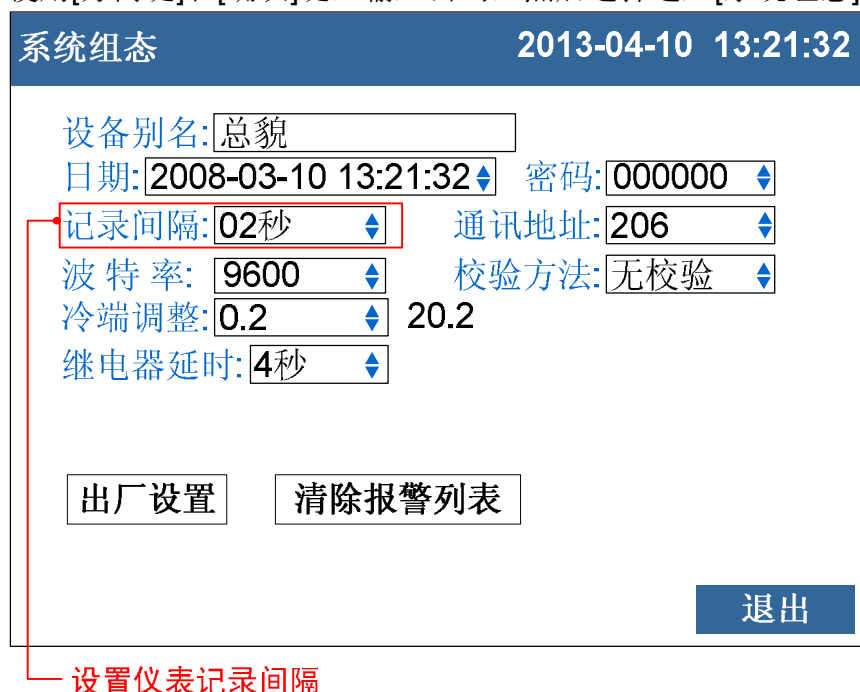 系统组态 2013-04-10 13:21:32
设备别名: 总貌
日期: 2008-03-10 13:21:32 密码: 000000
记录间隔: 02秒 通讯地址: 206
波特率: 9600 校验方法: 无校验
冷端调整: 0.2 20.2
继电器延时: 4秒
出厂设置 清除报警列表
退出
设置仪表记录间隔